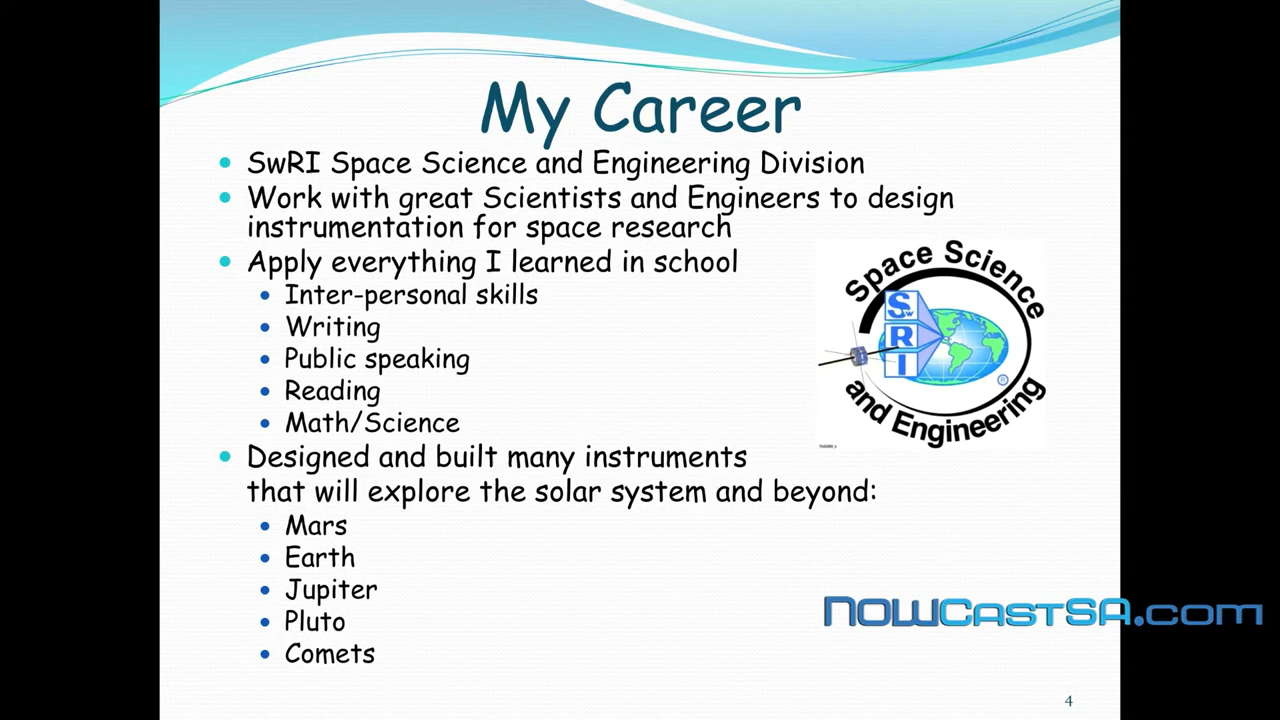 My Career
SwRI Space Science and Engineering Division
Work with great Scientists and Engineers to design
instrumentation for space research
Apply everything I learned in school
Inter-personal skills
Writing
Public speaking
Reading
Math/Science
Space Science
SwRI
®
and Engineering
Designed and built many instruments
that will explore the solar system and beyond:
Mars
Earth
Jupiter
Pluto
Comets
NOWCastSA.com
4